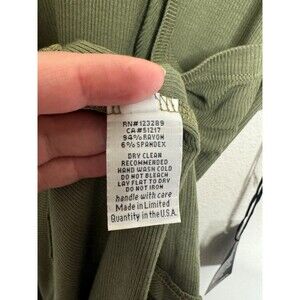 RN#123289
CA#51217
94% RAYON
6% SPANDEX
DRY CLEAN
RECOMMENDED
HAND WASH COLD
DO NOT BLEACH
LAY FLAT TO DRY
DO NOT IRON
handle with care
Made in Limited
Quantity in the U.S.A.